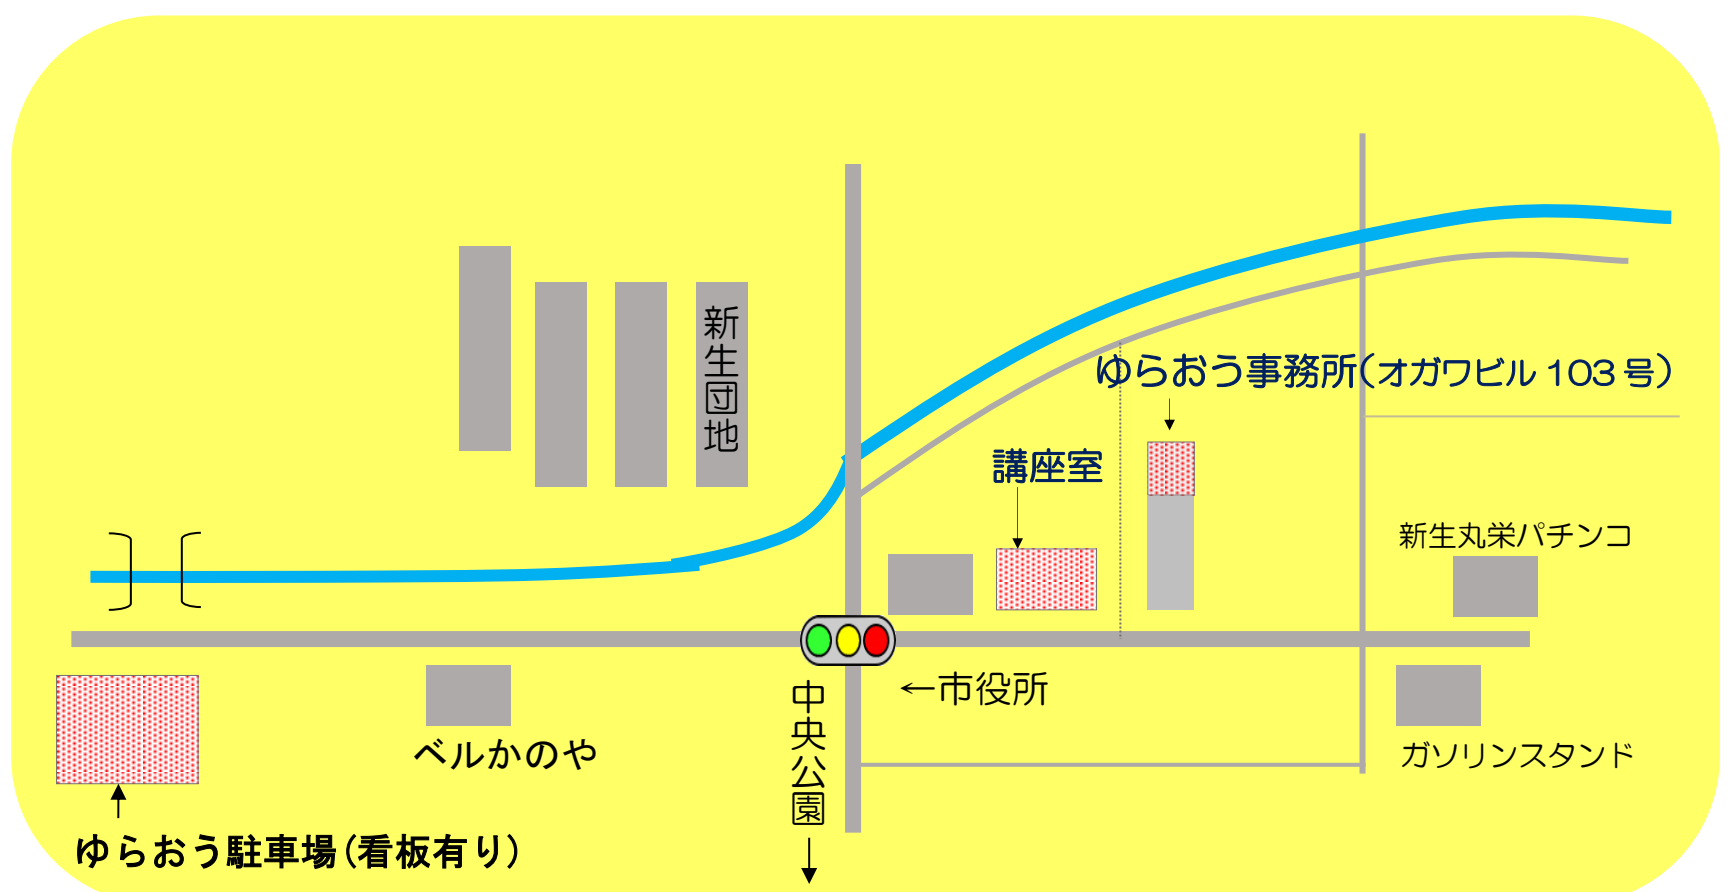 新生団地
ゆらおう事務所(オガワビル103号)
講座室
新生丸栄パチンコ
←市役所
中央公園
ベルかのや
ガソリンスタンド
ゆらおう駐車場(看板有り)